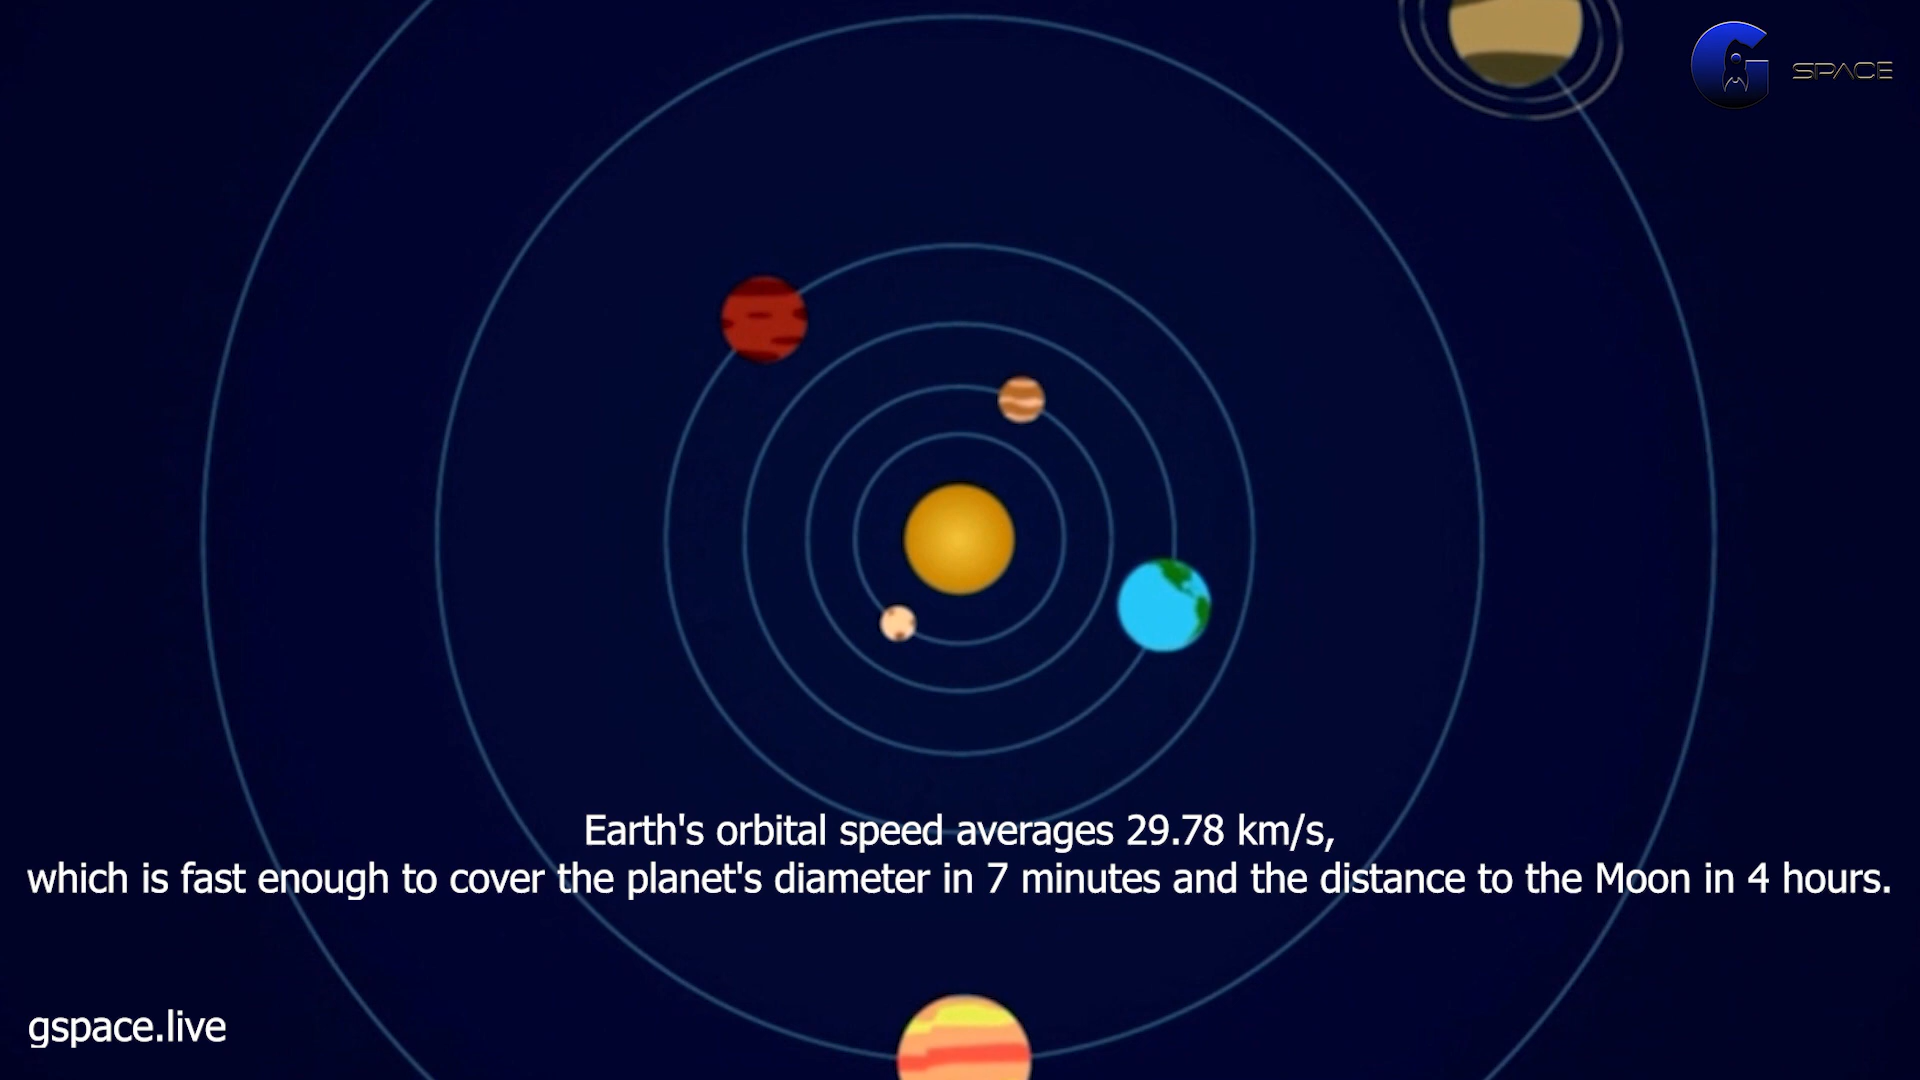 SPACE
Earth's orbital speed averages 29.78 km/s,
which is fast enough to cover the planet's diameter in 7 minutes and the distance to the Moon in 4 hours.
gspace.live